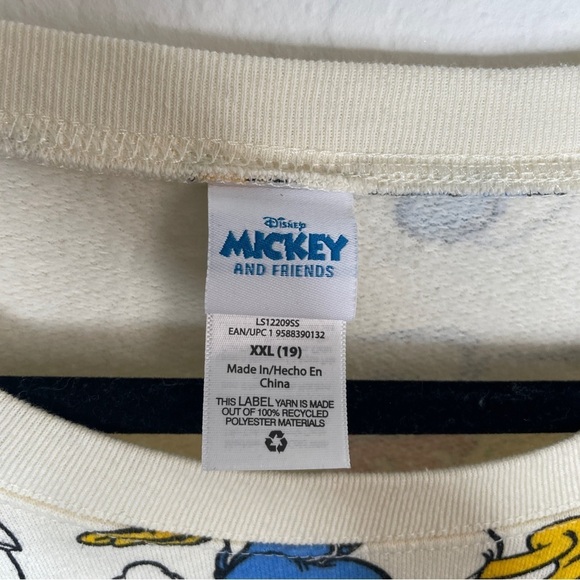 Disney
MICKEY
AND FRIENDS
LS12209SS
EAN/UPC 1 9588390132
XXL (19)
Made In/Hecho En
China
THIS LABEL YARN IS MADE
OUT OF 100% RECYCLED
POLYESTER MATERIALS